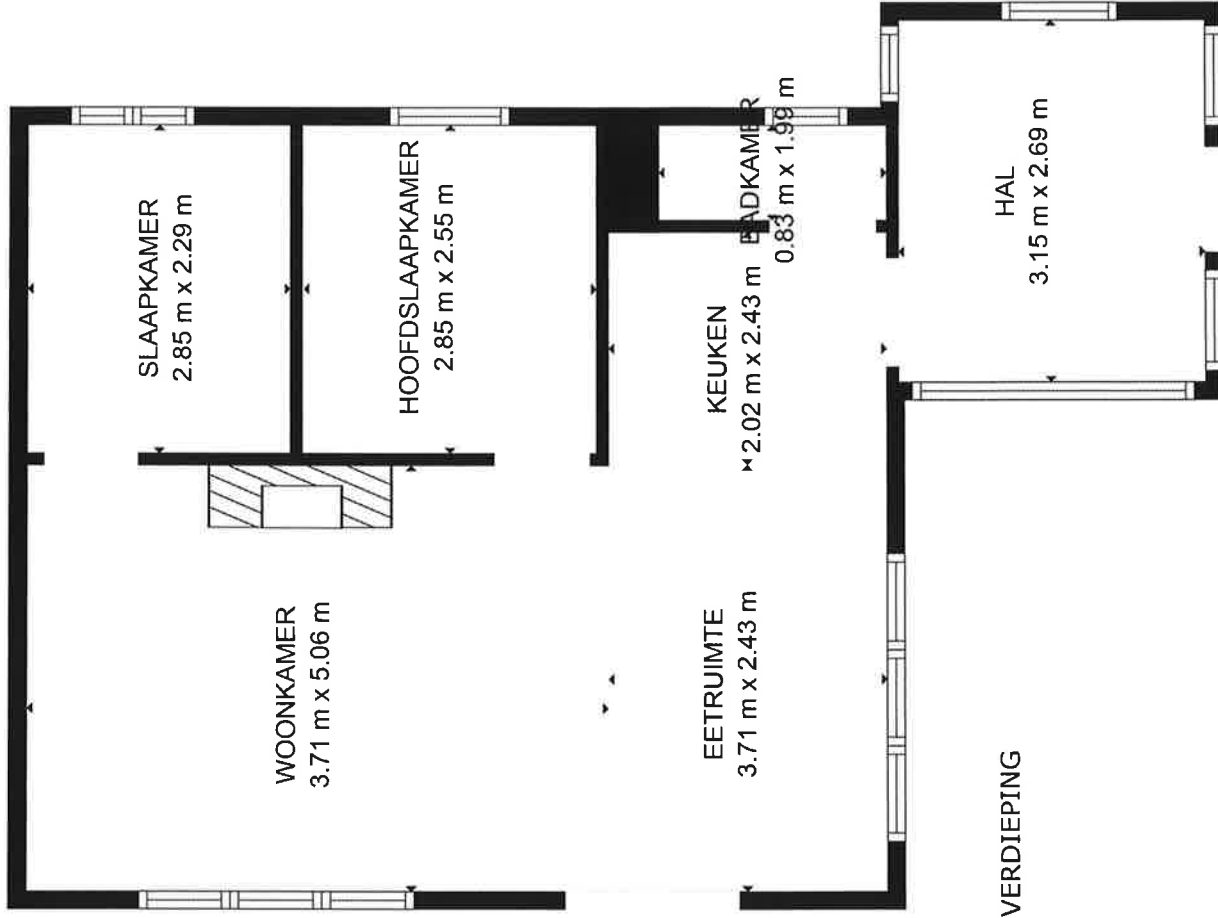 SLAAPKAMER
2.85 m x 2.29 m
HOOFDSLAAPKAMER
2.85 m x 2.55 m
WOONKAMER
3.71 m x 5.06 m
BADKAMER
0.83 m x 1.99 m
KEUKEN
2.02 m x 2.43 m
EETRUIMTE
3.71 m x 2.43 m
HAL
3.15 m x 2.69 m
VERDIEPING